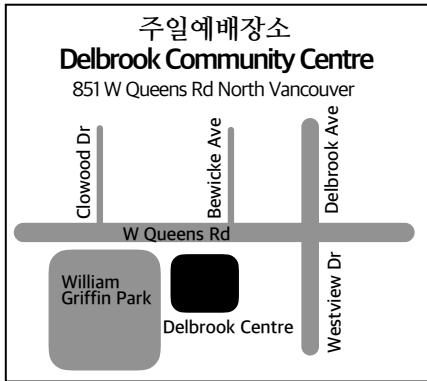 주일예배장소
Delbrook Community Centre
851 W Queens Rd North Vancouver
Clowood Dr
Bewicke Ave
Delbrook Ave
W Queens Rd
William
Griffin Park
Delbrook Centre
Westview Dr